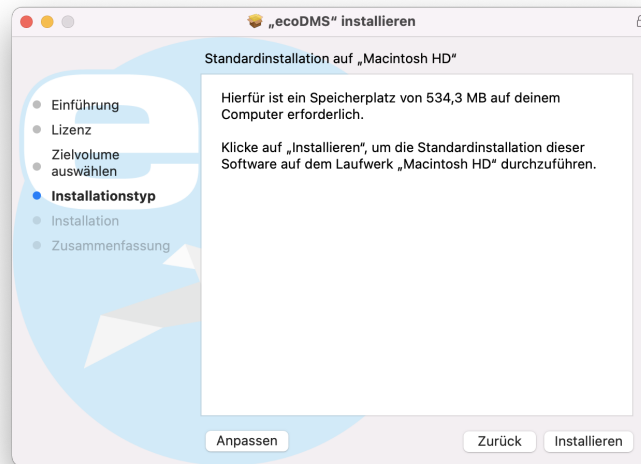 „ecoDMS“ installieren
Standardinstallation auf „Macintosh HD“
Einführung
Lizenz
Zielvolume
auswählen
Installationstyp
Installation
Zusammenfassung
Hierfür ist ein Speicherplatz von 534,3 MB auf deinem
Computer erforderlich.
Klicke auf „Installieren“, um die Standardinstallation dieser
Software auf dem Laufwerk „Macintosh HD“ durchzuführen.
Anpassen
Zurück
Installieren